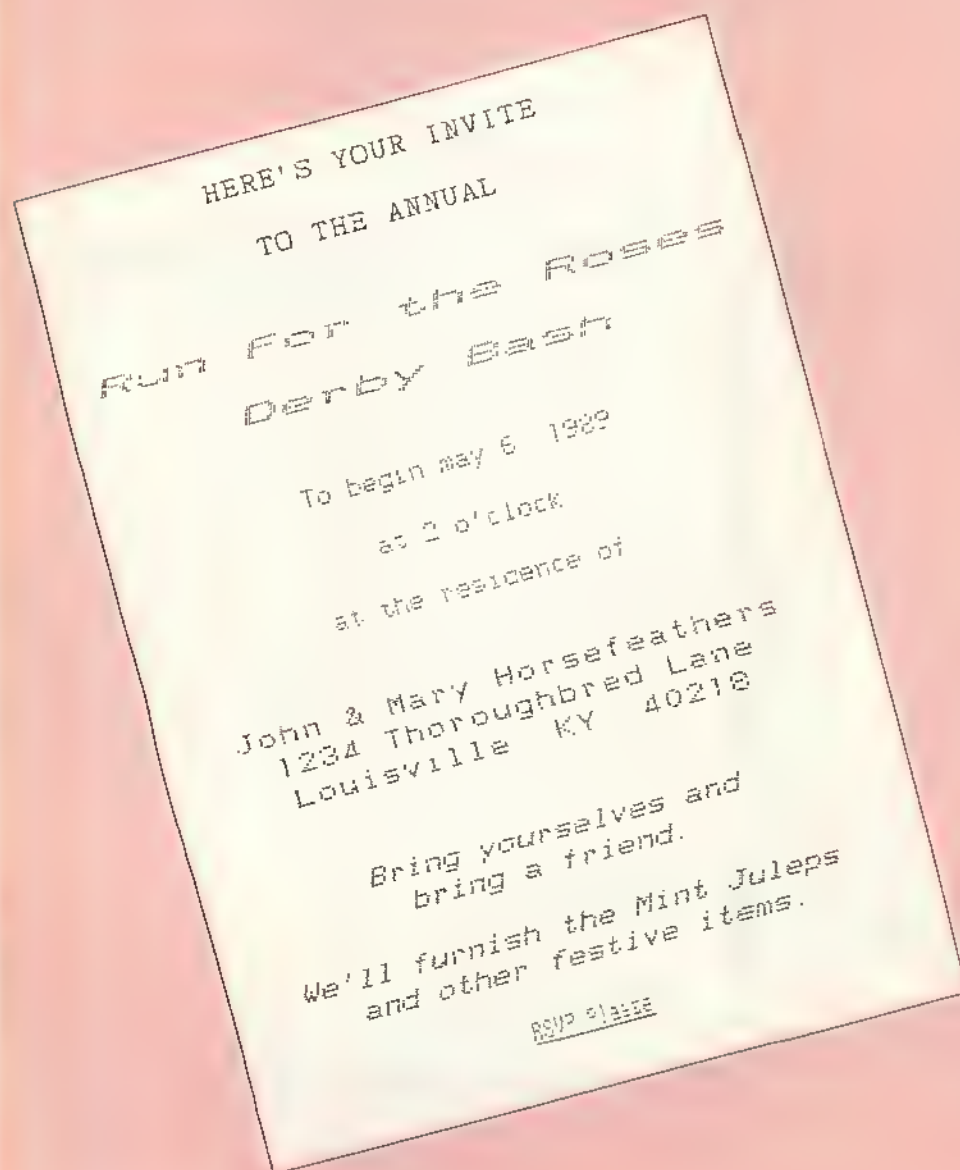 HERE'S YOUR INVITE
TO THE ANNUAL
Run For the Roses
Derby Bash
To begin may 6 1989
at 2 o'clock
at the residence of
John & Mary Horsefeathers
1234 Thoroughbred Lane
Louisville KY 40218
Bring yourselves and
bring a friend.
We'll furnish the Mint Juleps
and other festive items.
RSVP Please